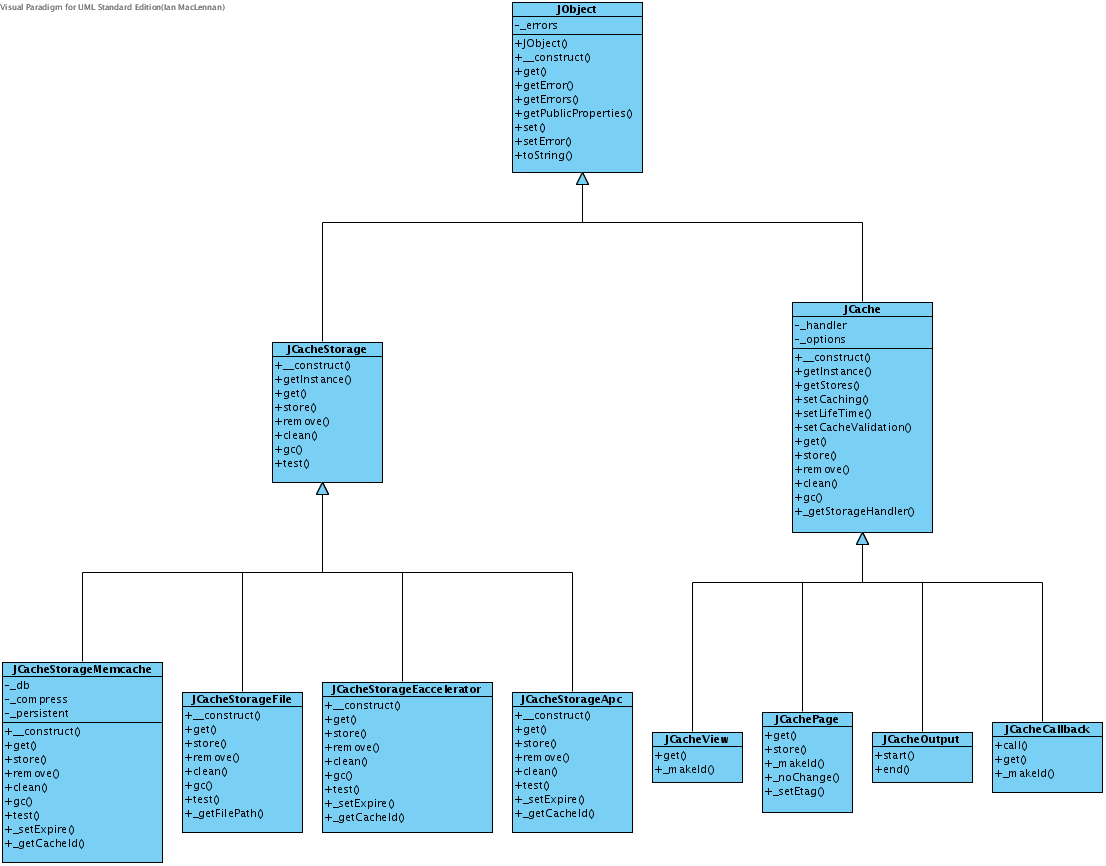 Visual Paradigm for UML Standard Edition(Ian MacLennan)
JObject
-_errors
+JObject()
+__construct()
+get()
+getError()
+getErrors()
+getPublicProperties()
+set()
+setError()
+toString()
JCacheStorage
+__construct()
+getInstance()
+get()
+store()
+remove()
+clean()
+gc()
+test()
JCache
-_handler
-_options
+__construct()
+getInstance()
+getStores()
+setCaching()
+setLifeTime()
+setCacheValidation()
+get()
+store()
+remove()
+clean()
+gc()
+_getStorageHandler()
JCacheStorageMemcache
-_db
-_compress
-_persistent
+__construct()
+get()
+store()
+remove()
+clean()
+gc()
+test()
+_setExpire()
+_getCacheId()
JCacheStorageFile
+__construct()
+get()
+store()
+remove()
+clean()
+gc()
+test()
+_getFilePath()
JCacheStorageEaccelerator
+__construct()
+get()
+store()
+remove()
+clean()
+gc()
+test()
+_setExpire()
+_getCacheId()
JCacheStorageApc
+__construct()
+get()
+store()
+remove()
+clean()
+test()
+_setExpire()
+_getCacheId()
JCacheView
+get()
+_makeId()
JCachePage
+get()
+store()
+_makeId()
+_noChange()
+_setEtag()
JCacheOutput
+start()
+end()
JCacheCallback
+call()
+get()
+_makeId()